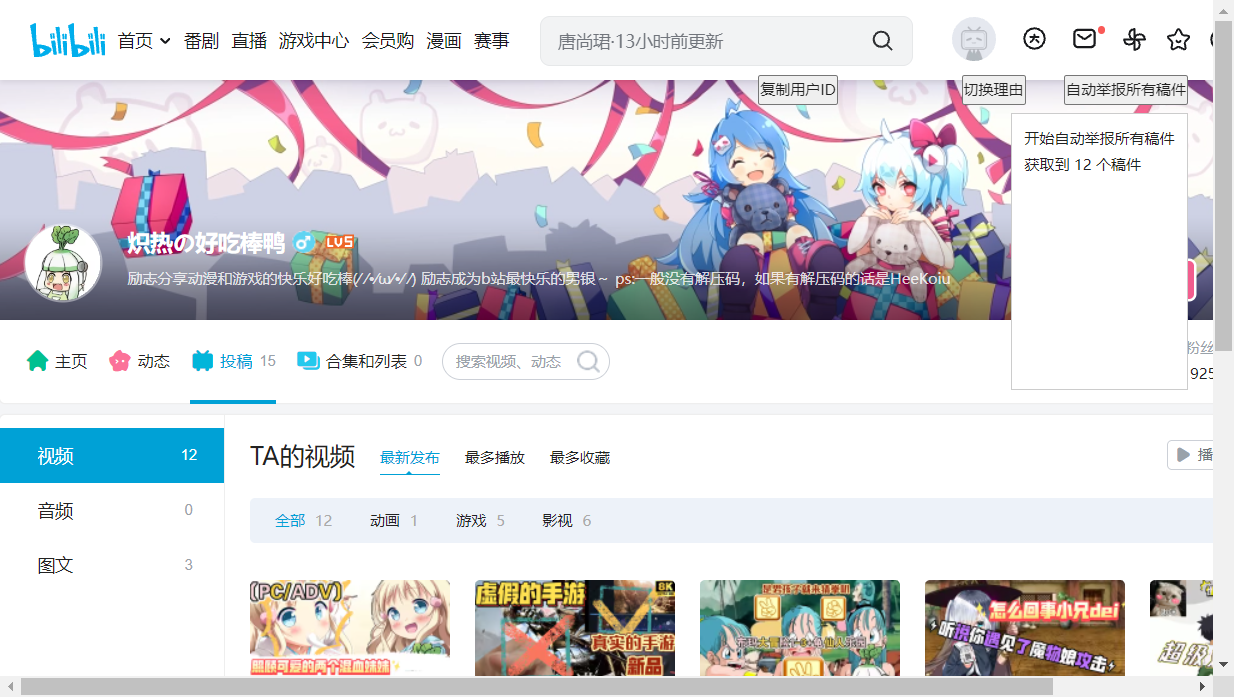 bilibili 首页 番剧 直播 游戏中心 会员购 漫画 赛事 唐尚珺·13小时前更新
复制用户ID 切换理由 自动举报所有稿件
开始自动举报所有稿件
获取到 12 个稿件
炽热の好吃棒鸭 LV5
励志分享动漫和游戏的快乐好吃棒(//•/ω/•//) 励志成为b站最快乐的男银~ ps:一般没有解压码，如果有解压码的话是HeeKoiu
主页 动态 投稿 15 合集和列表 0 搜索视频、动态 粉丝
925
视频 12
音频 0
图文 3
TA的视频 最新发布 最多播放 最多收藏 播
全部 12 动画 1 游戏 5 影视 6
(PC/ADV)
温顺可爱的两个混血妹妹
虚假的手游 8K
真实的手游
新品
是男孩子就来猜拳趴
怎么回事小兄dei
听说你遇见了魔物娘攻击
超级